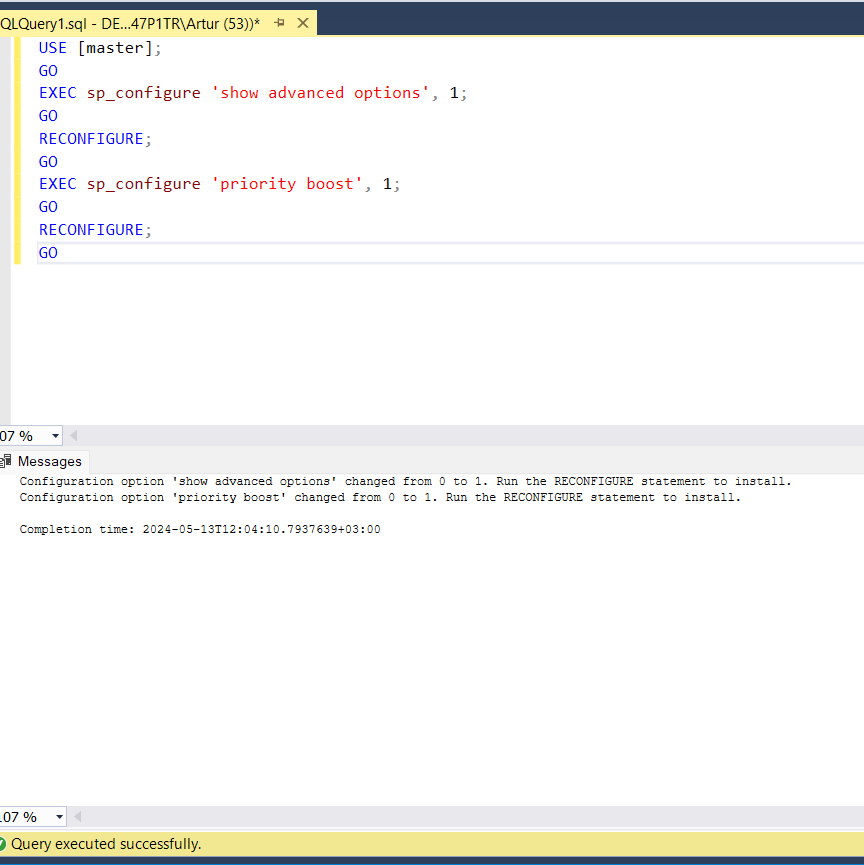 QLQuery1.sql - DE...47P1TR\Artur (53))*
USE [master];
GO
EXEC sp_configure 'show advanced options', 1;
GO
RECONFIGURE;
GO
EXEC sp_configure 'priority boost', 1;
GO
RECONFIGURE;
GO
07 %
Messages
Configuration option 'show advanced options' changed from 0 to 1. Run the RECONFIGURE statement to install.
Configuration option 'priority boost' changed from 0 to 1. Run the RECONFIGURE statement to install.
Completion time: 2024-05-13T12:04:10.7937639+03:00
.07 %
Query executed successfully.